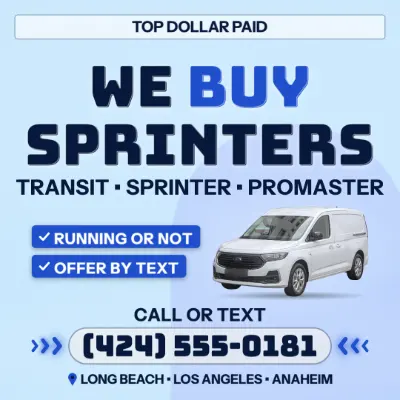 TOP DOLLAR PAID
WE BUY
SPRINTERS
TRANSIT ▪ SPRINTER ▪ PROMASTER
✓ RUNNING OR NOT
✓ OFFER BY TEXT
CALL OR TEXT
(424) 555-0181
LONG BEACH ▪ LOS ANGELES ▪ ANAHEIM